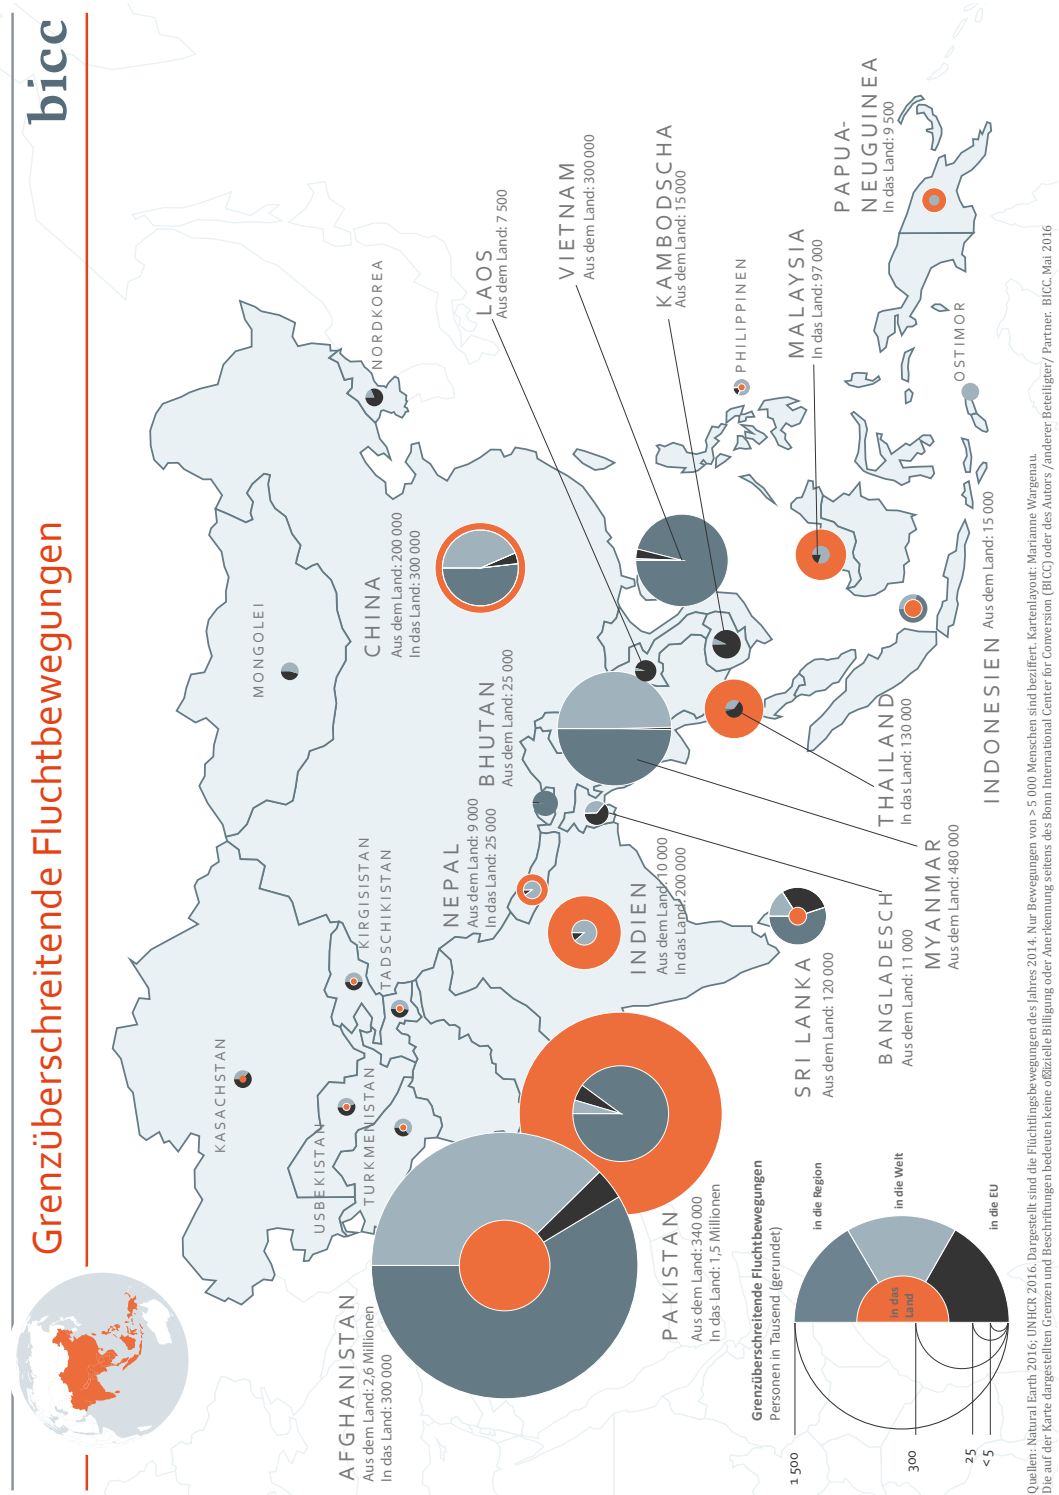 Grenzüberschreitende Fluchtbewegungen
bicc
KASACHSTAN
MONGOLEI
USBEKISTAN
TURKMENISTAN
KIRGISISTAN
TADSCHIKISTAN
NORDKOREA
AFGHANISTAN
Aus dem Land: 2,6 Millionen
In das Land: 300 000
CHINA
Aus dem Land: 200 000
In das Land: 300 000
NEPAL
Aus dem Land: 9 000
In das Land: 25 000
BHUTAN
Aus dem Land: 25 000
LAOS
Aus dem Land: 7 500
VIETNAM
Aus dem Land: 300 000
KAMBODSCHA
Aus dem Land: 15 000
INDIEN
Aus dem Land: 10 000
In das Land: 200 000
PAKISTAN
Aus dem Land: 340 000
In das Land: 1,5 Millionen
PHILIPPINEN
MALAYSIA
In das Land: 97 000
PAPUA-
NEUGUINEA
In das Land: 9 500
SRI LANKA
Aus dem Land: 120 000
BANGLADESCH
Aus dem Land: 11 000
MYANMAR
Aus dem Land: 480 000
THAILAND
In das Land: 130 000
INDONESIEN Aus dem Land: 15 000
OSTIMOR
Grenzüberschreitende Fluchtbewegungen
Personen in Tausend (gerundet)
1 500
300
25
< 5
in die Region
in die Welt
in die EU
in das
Land
Quellen: Natural Earth 2016; UNHCR 2016. Dargestellt sind die Flüchtlingsbewegungen des Jahres 2014. Nur Bewegungen von > 5 000 Menschen sind beziffert. Kartenlayout: Marianne Wargenau.
Die auf der Karte dargestellten Grenzen und Beschriftungen bedeuten keine offizielle Billigung oder Anerkennung seitens des Bonn International Center for Conversion (BICC) oder des Autors /anderer Beteiligter/ Partner. BICC, Mai 2016